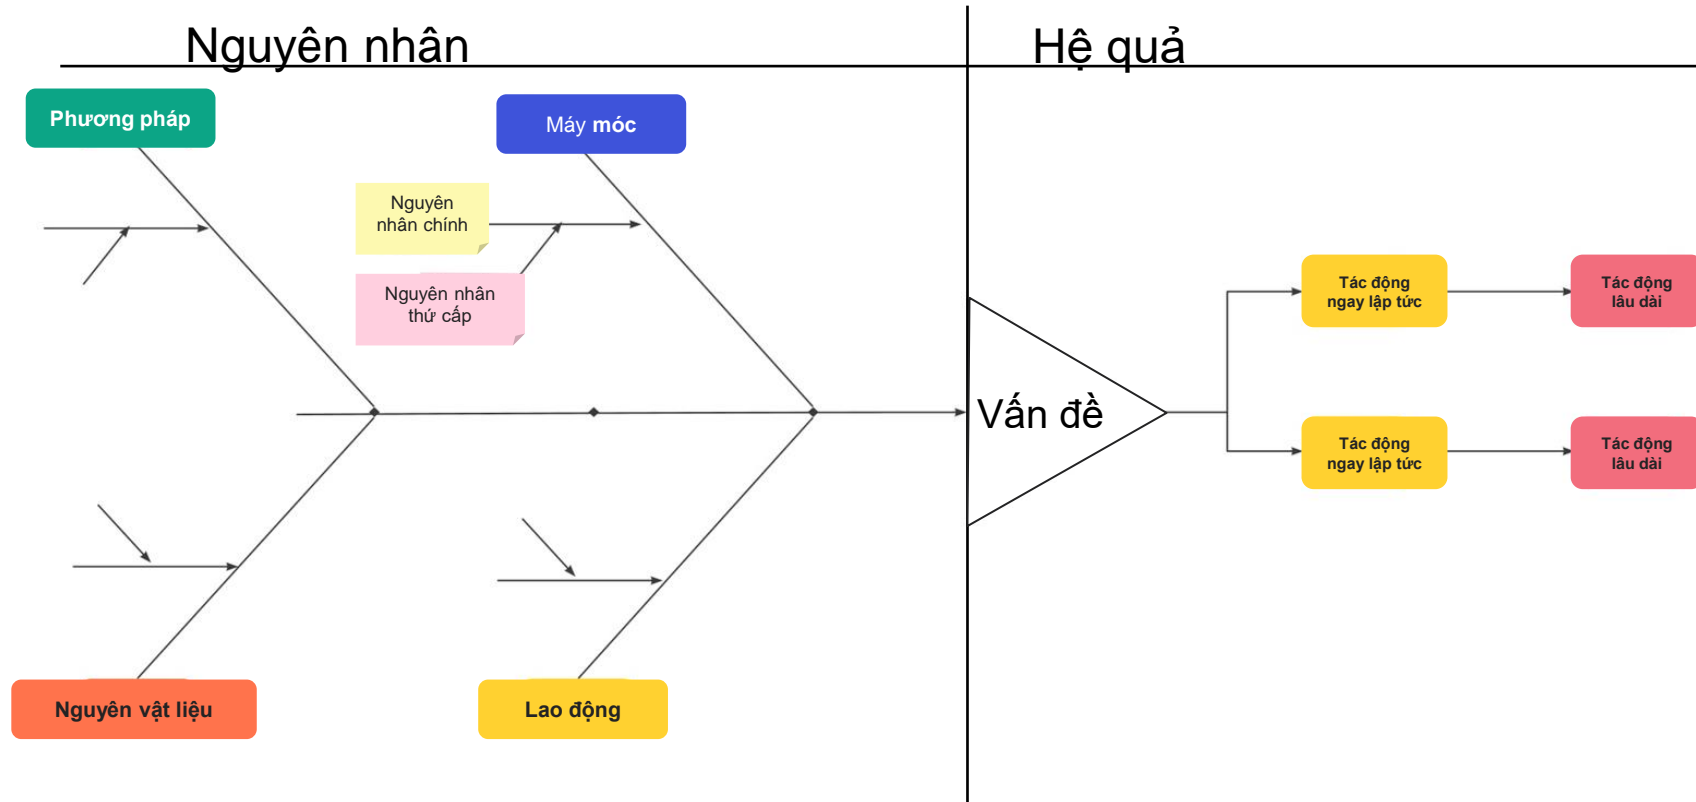 Nguyên nhân
Hệ quả
Phương pháp
Máy móc
Nguyên
nhân chính
Nguyên nhân
thứ cấp
Vấn đề
Tác động
ngay lập tức
Tác động
lâu dài
Tác động
ngay lập tức
Tác động
lâu dài
Nguyên vật liệu
Lao động